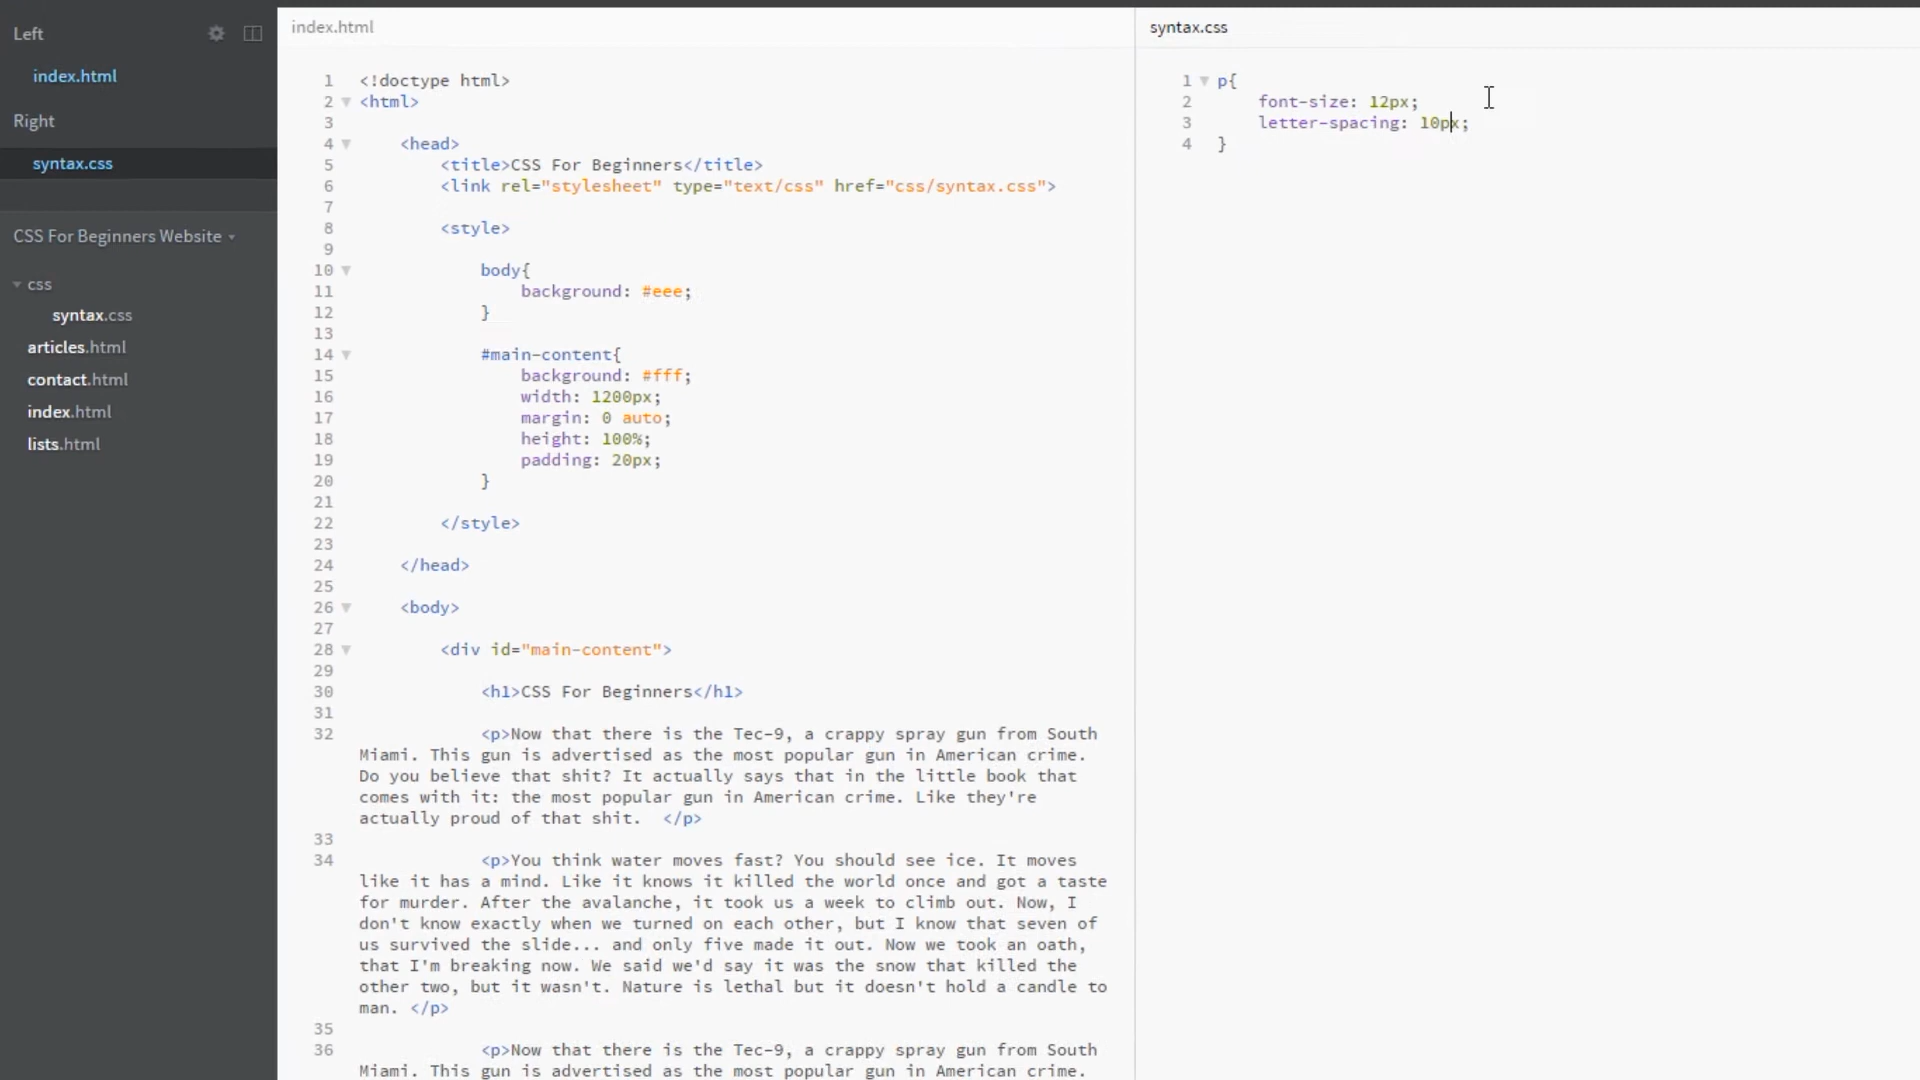 Left
index.html
Right
syntax.css
CSS For Beginners Website
css
syntax.css
articles.html
contact.html
index.html
lists.html
index.html
1 <!doctype html>
2 <html>
3
4 <head>
5 <title>CSS For Beginners</title>
6 <link rel="stylesheet" type="text/css" href="css/syntax.css">
7
8 <style>
9
10 body{
11 background: #eee;
12 }
13
14 #main-content{
15 background: #fff;
16 width: 1200px;
17 margin: 0 auto;
18 height: 100%;
19 padding: 20px;
20 }
21
22 </style>
23
24 </head>
25
26 <body>
27
28 <div id="main-content">
29
30 <h1>CSS For Beginners</h1>
31
32 <p>Now that there is the Tec-9, a crappy spray gun from South
Miami. This gun is advertised as the most popular gun in American crime.
Do you believe that shit? It actually says that in the little book that
comes with it: the most popular gun in American crime. Like they're
actually proud of that shit.  </p>
33
34 <p>You think water moves fast? You should see ice. It moves
like it has a mind. Like it knows it killed the world once and got a taste
for murder. After the avalanche, it took us a week to climb out. Now, I
don't know exactly when we turned on each other, but I know that seven of
us survived the slide... and only five made it out. Now we took an oath,
that I'm breaking now. We said we'd say it was the snow that killed the
other two, but it wasn't. Nature is lethal but it doesn't hold a candle to
man. </p>
35
36 <p>Now that there is the Tec-9, a crappy spray gun from South
Miami. This gun is advertised as the most popular gun in American crime.
syntax.css
1 p{
2 font-size: 12px;
3 letter-spacing: 10px;
4 }